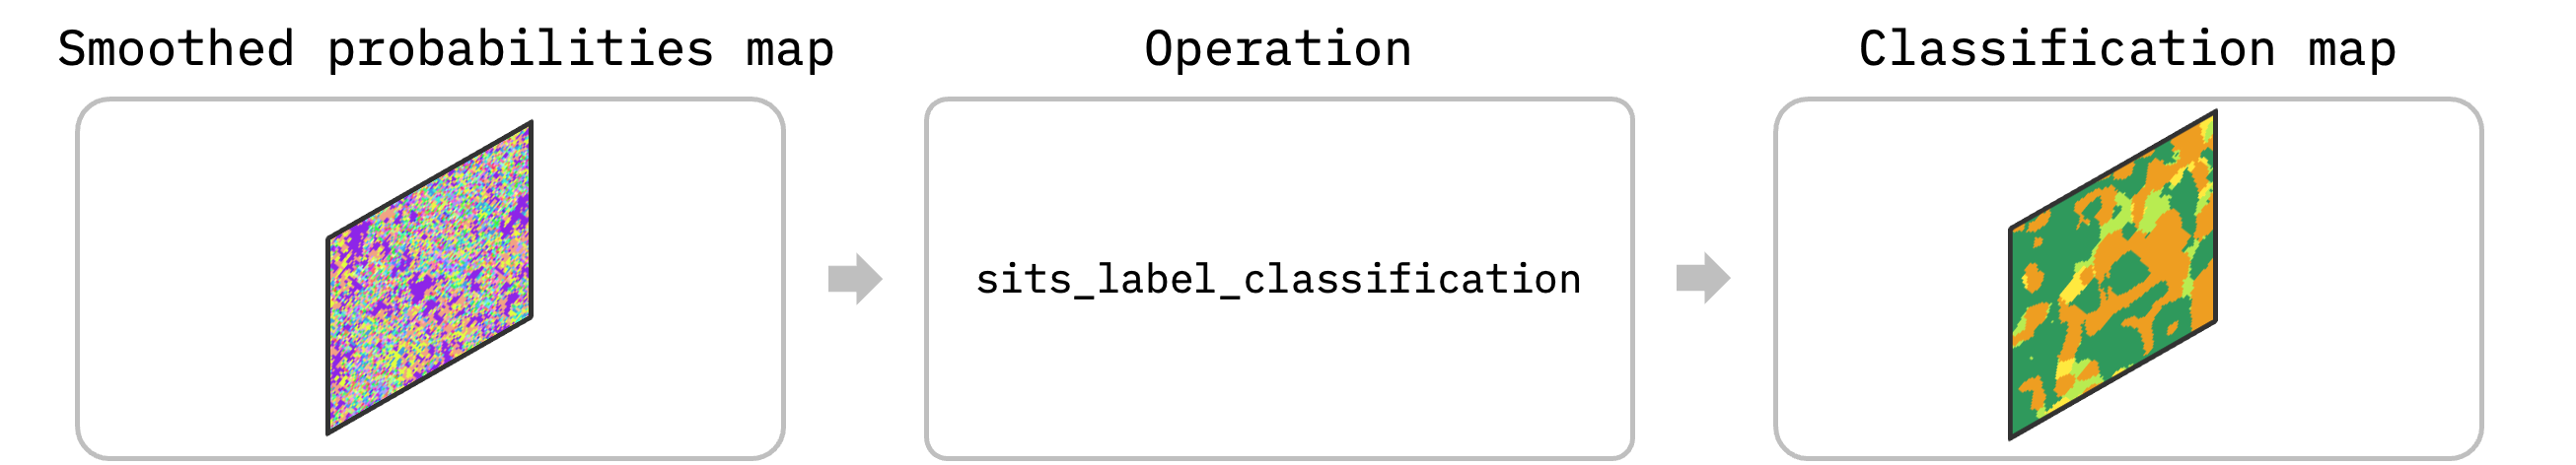 Smoothed probabilities map
Operation
Classification map
sits_label_classification